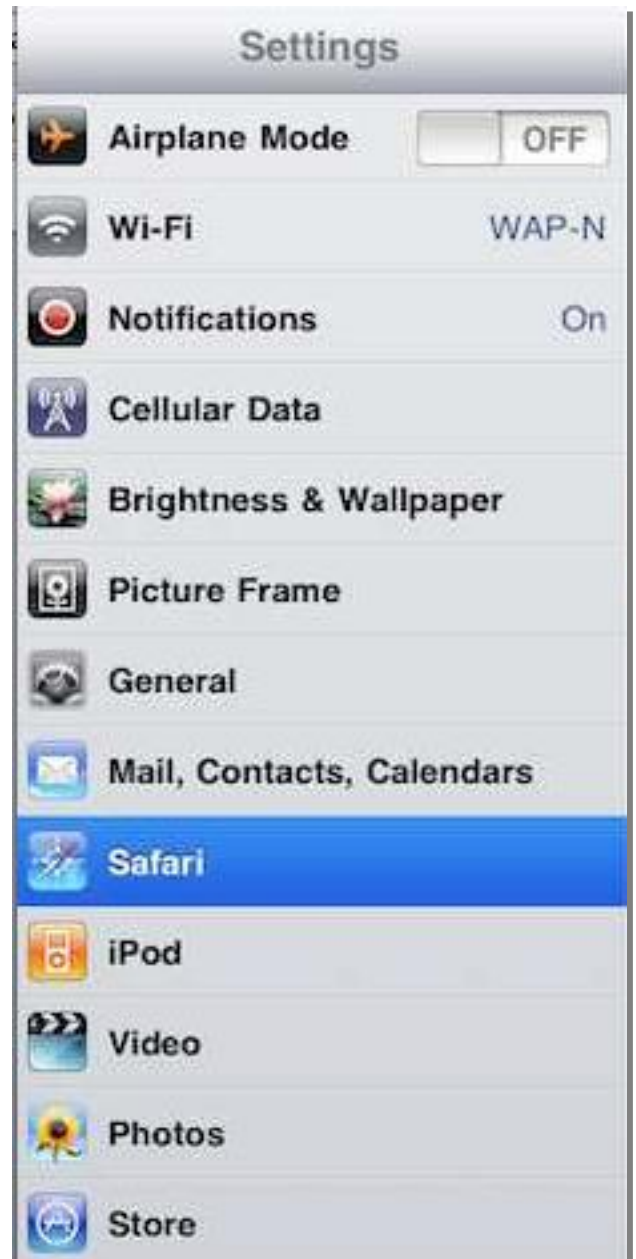 Settings
Airplane Mode OFF
Wi-Fi WAP-N
Notifications On
Cellular Data
Brightness & Wallpaper
Picture Frame
General
Mail, Contacts, Calendars
Safari
iPod
Video
Photos
Store